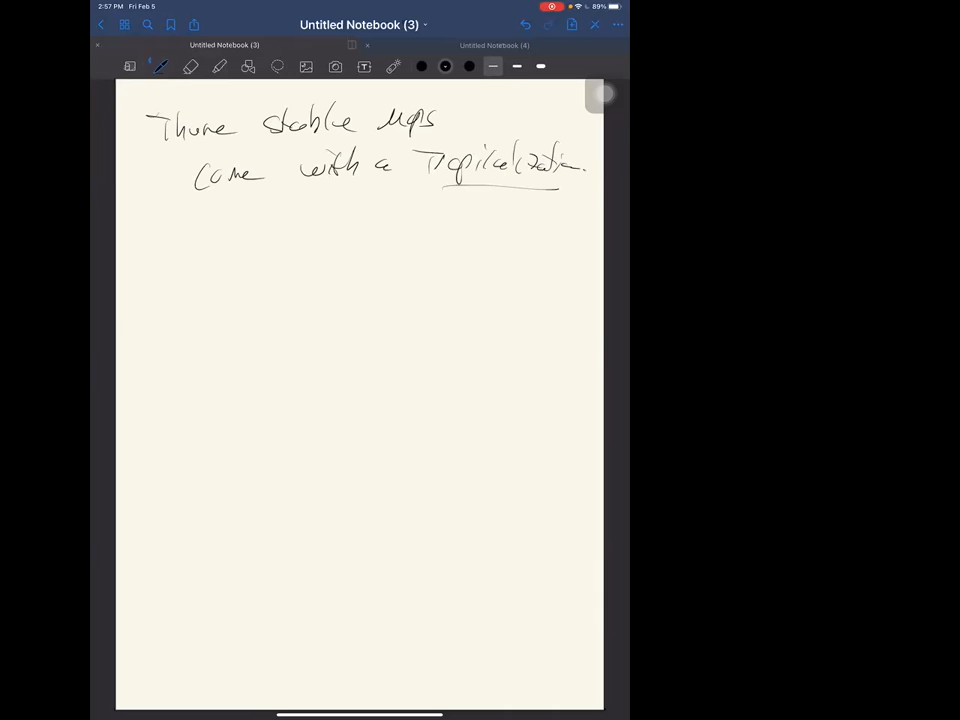 2:57 PM Fri Feb 5
89%
Untitled Notebook (3)
Untitled Notebook (3)
Untitled Notebook (4)
stable maps
come with a Tropicalization.